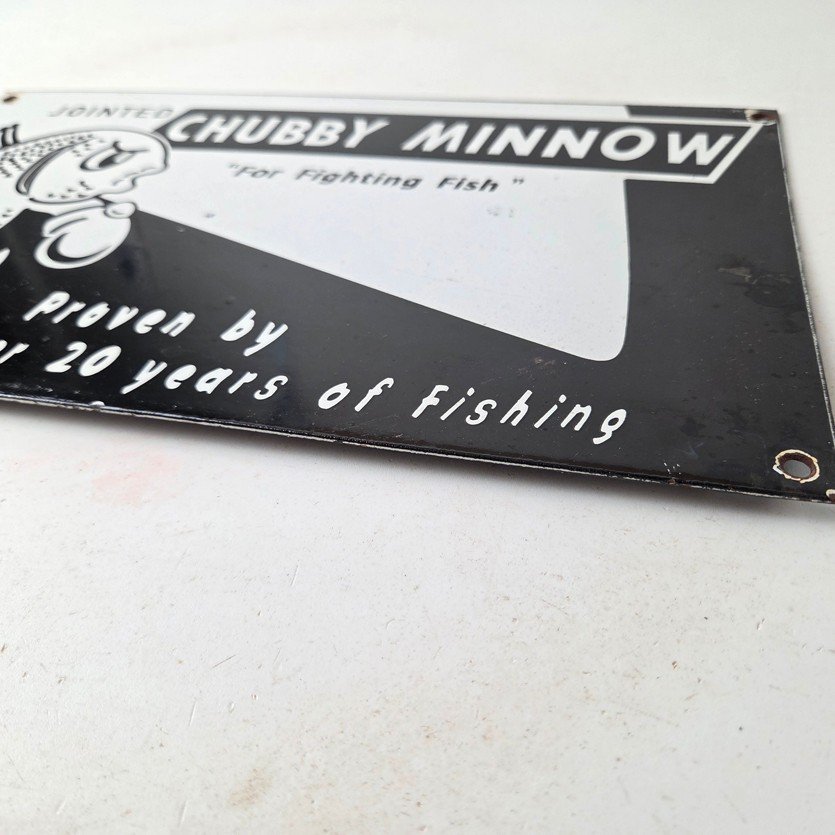 JOINTED
CHUBBY MINNOW
"For Fighting Fish"
proven by
20 years of Fishing